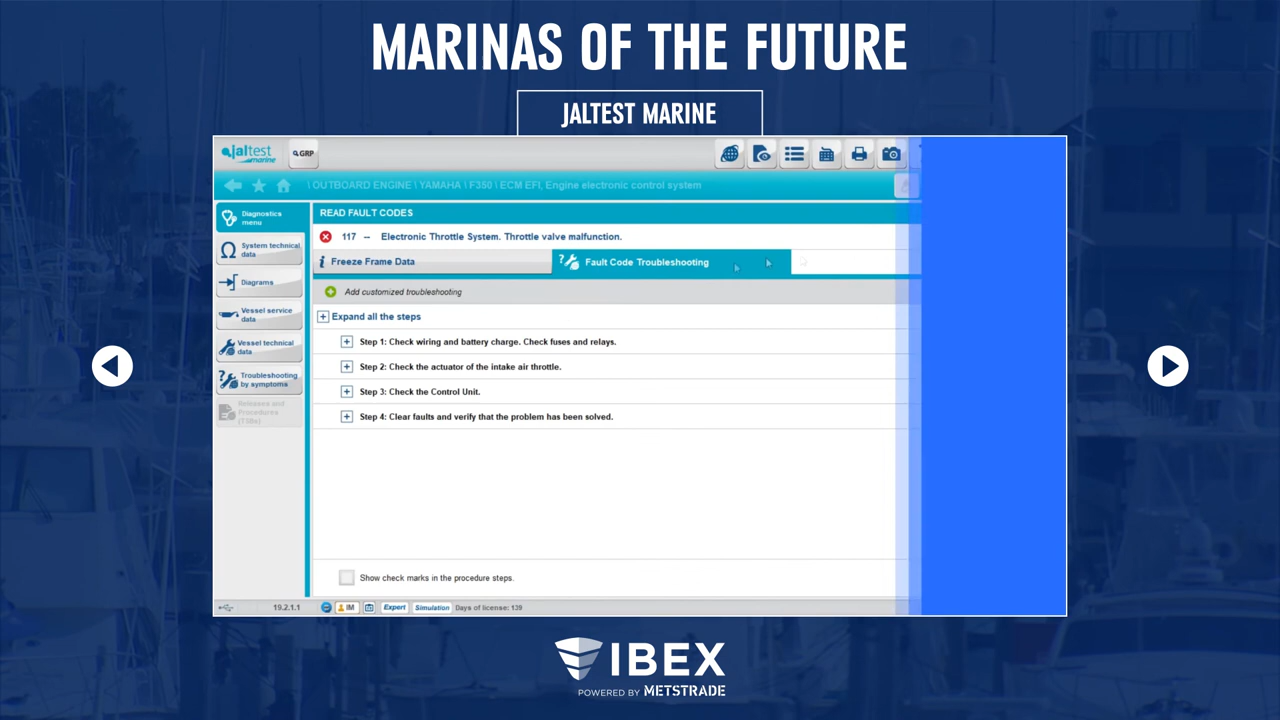 MARINAS OF THE FUTURE
JALTEST MARINE
jaltest
marine
GRP
\ OUTBOARD ENGINE \ YAMAHA \ F350 \ ECM EFI, Engine electronic control system
Diagnostics
menu
System technical
data
Diagrams
Vessel service
data
Vessel technical
data
Troubleshooting
by symptoms
Releases and
Procedures
(TSBs)
READ FAULT CODES
117 -- Electronic Throttle System. Throttle valve malfunction.
Freeze Frame Data
Fault Code Troubleshooting
Add customized troubleshooting
Expand all the steps
Step 1: Check wiring and battery charge. Check fuses and relays.
Step 2: Check the actuator of the intake air throttle.
Step 3: Check the Control Unit.
Step 4: Clear faults and verify that the problem has been solved.
Show check marks in the procedure steps.
19.2.1.1 IM Expert Simulation Days of license: 139
IBEX
POWERED BY METSTRADE